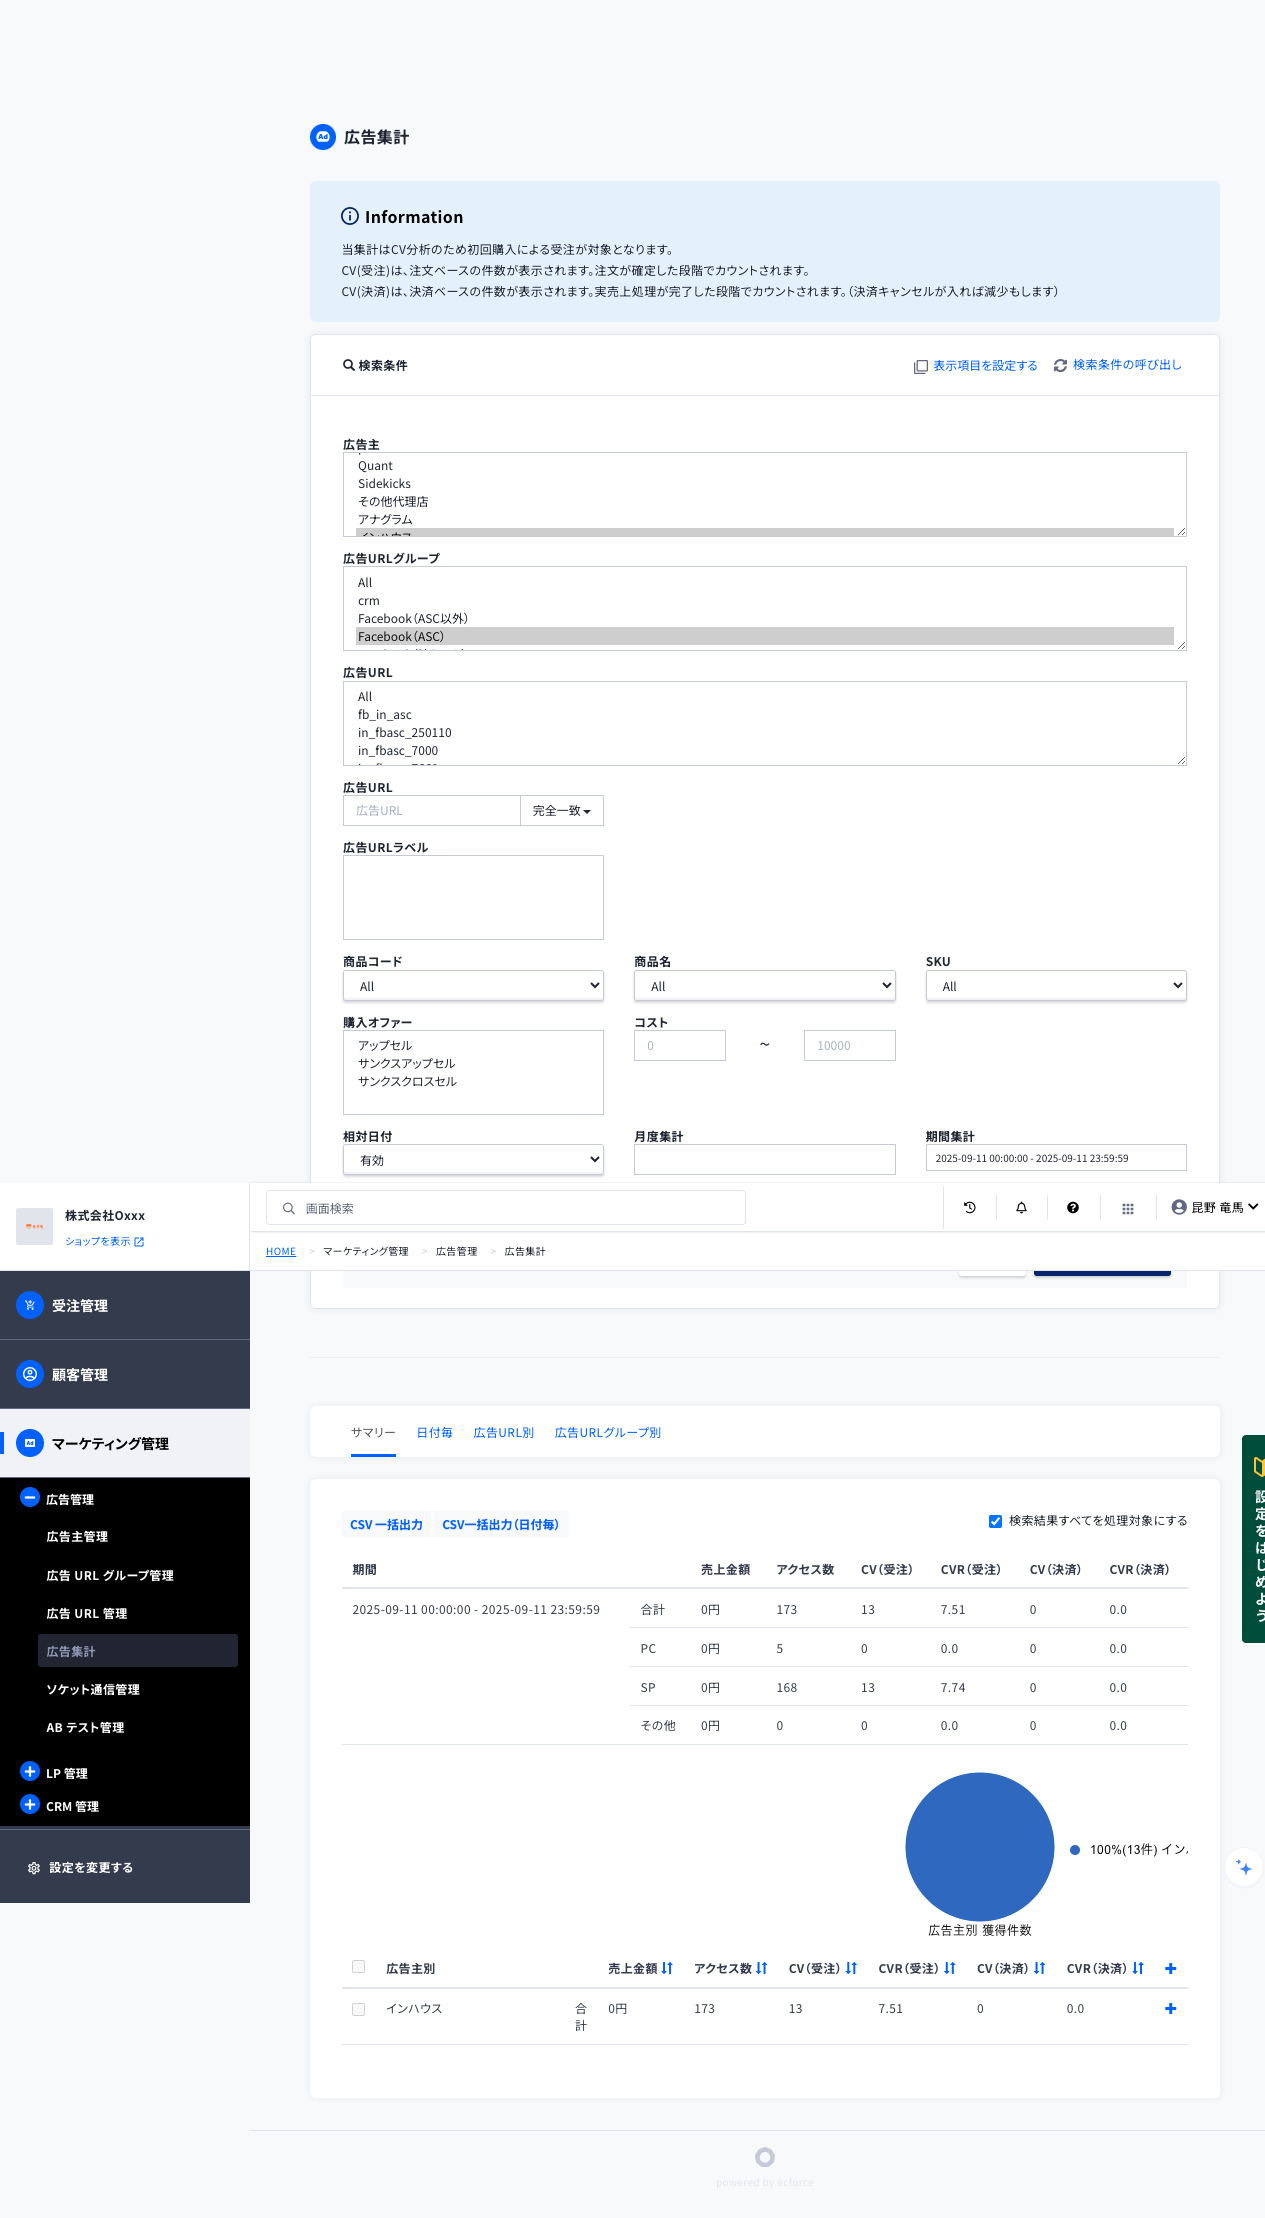 広告集計
Information
当集計はCV分析のため初回購入による受注が対象となります。
CV(受注)は、注文ベースの件数が表示されます。注文が確定した段階でカウントされます。
CV(決済)は、決済ベースの件数が表示されます。実売上処理が完了した段階でカウントされます。（決済キャンセルが入れば減少もします）
検索条件
表示項目を設定する 検索条件の呼び出し
広告主
Quant
Sidekicks
その他代理店
アナグラム
インハウス
広告URLグループ
All
crm
Facebook（ASC以外）
Facebook（ASC）
広告URL
All
fb_in_asc
in_fbasc_250110
in_fbasc_7000
広告URL
広告URL 完全一致
広告URLラベル
商品コード 商品名 SKU
All All All
購入オファー コスト
アップセル 0 ～ 10000
サンクスアップセル
サンクスクロスセル
相対日付 月度集計 期間集計
有効 2025-09-11 00:00:00 - 2025-09-11 23:59:59
株式会社Oxxx
ショップを表示
画面検索
昆野 竜馬
HOME > マーケティング管理 > 広告管理 > 広告集計
受注管理
顧客管理
マーケティング管理
広告管理
広告主管理
広告 URL グループ管理
広告 URL 管理
広告集計
ソケット通信管理
AB テスト管理
LP 管理
CRM 管理
設定を変更する
サマリー 日付毎 広告URL別 広告URLグループ別
CSV 一括出力 CSV一括出力（日付毎）
検索結果すべてを処理対象にする
期間 売上金額 アクセス数 CV（受注） CVR（受注） CV（決済） CVR（決済）
2025-09-11 00:00:00 - 2025-09-11 23:59:59 合計 0円 173 13 7.51 0 0.0
PC 0円 5 0 0.0 0 0.0
SP 0円 168 13 7.74 0 0.0
その他 0円 0 0 0.0 0 0.0
100%(13件) イン
広告主別 獲得件数
広告主別 売上金額 アクセス数 CV（受注） CVR（受注） CV（決済） CVR（決済）
インハウス 合計 0円 173 13 7.51 0 0.0
設定をはじめよう
powered by ecforce